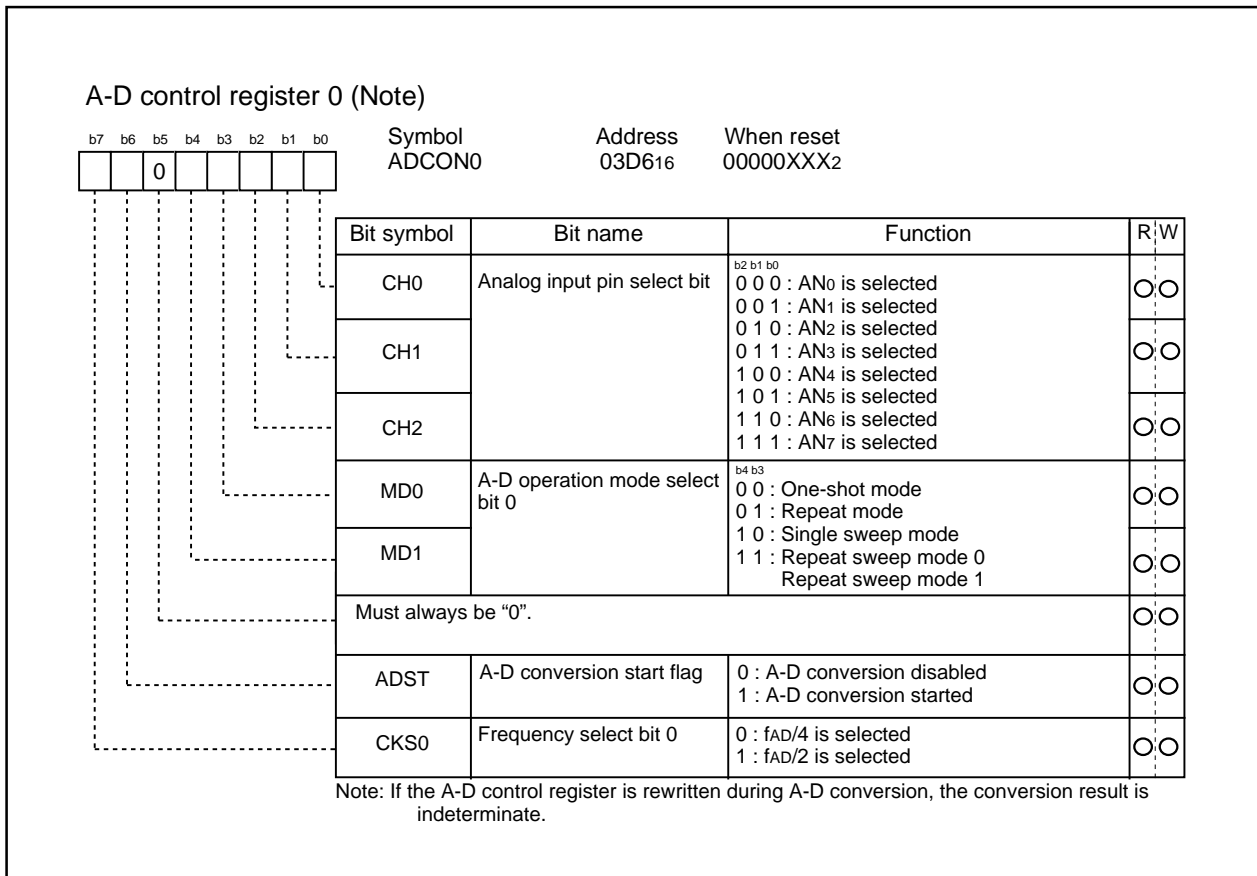 A-D control register 0 (Note)
b7 b6 b5 b4 b3 b2 b1 b0
0
Symbol Address When reset
ADCON0 03D616 00000XXX2
Bit symbol Bit name Function R W
CH0 Analog input pin select bit
b2 b1 b0
0 0 0 : AN0 is selected
0 0 1 : AN1 is selected
0 1 0 : AN2 is selected
CH1
0 1 1 : AN3 is selected
1 0 0 : AN4 is selected
1 0 1 : AN5 is selected
CH2
1 1 0 : AN6 is selected
1 1 1 : AN7 is selected
MD0 A-D operation mode select
bit 0
b4 b3
0 0 : One-shot mode
0 1 : Repeat mode
MD1
1 0 : Single sweep mode
1 1 : Repeat sweep mode 0
Repeat sweep mode 1
Must always be “0”.
ADST A-D conversion start flag 0 : A-D conversion disabled
1 : A-D conversion started
CKS0 Frequency select bit 0 0 : fAD/4 is selected
1 : fAD/2 is selected
Note: If the A-D control register is rewritten during A-D conversion, the conversion result is
indeterminate.